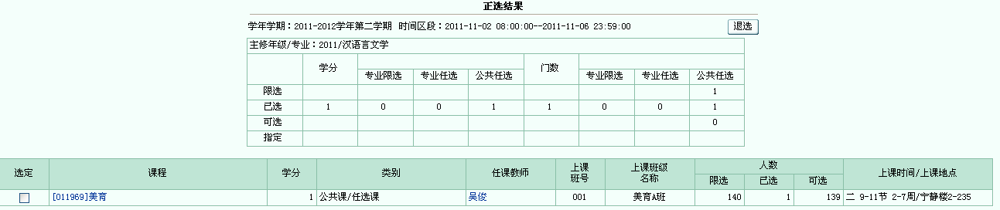 正选结果
学年学期：2011-2012学年第二学期 时间区段：2011-11-02 08:00:00--2011-11-06 23:59:00 退选
主修年级/专业：2011/汉语言文学
学分 门数
专业限选 专业任选 公共任选 专业限选 专业任选 公共任选
限选 1
已选 1 0 0 1 1 0 0 1
可选 0
指定
选定 课程 学分 类别 任课教师 上课班号 上课班级名称 人数 上课时间/上课地点
限选 已选 可选
[011969]美育 1 公共课/任选课 吴俊 001 美育A班 140 1 139 二 9-11节 2-7周/宁静楼2-235